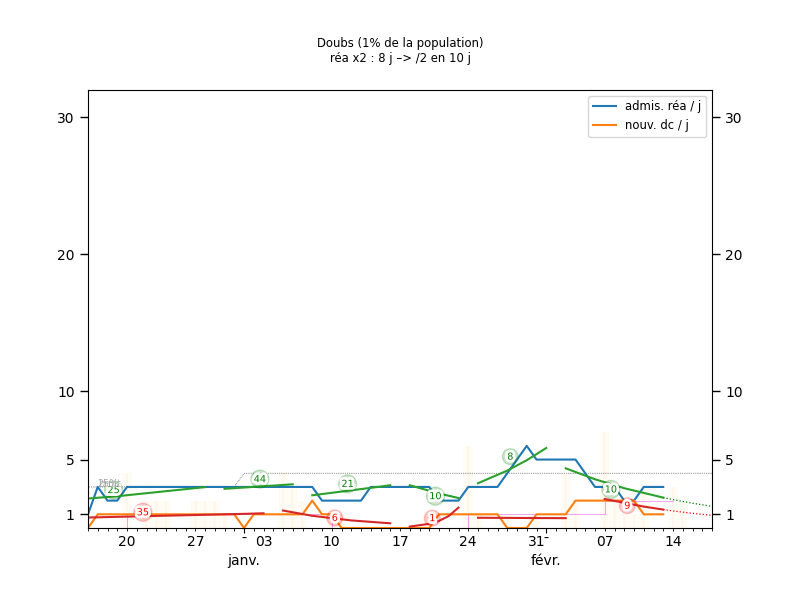 Doubs (1% de la population)
réa x2 : 8 j –> /2 en 10 j
admis. réa / j
nouv. dc / j
30 30
20 20
10 10
5 5
1 1
25 44 21 10 8 10
35 6 1 9
20 27 - 03 10 17 24 31- 07 14
janv. févr.